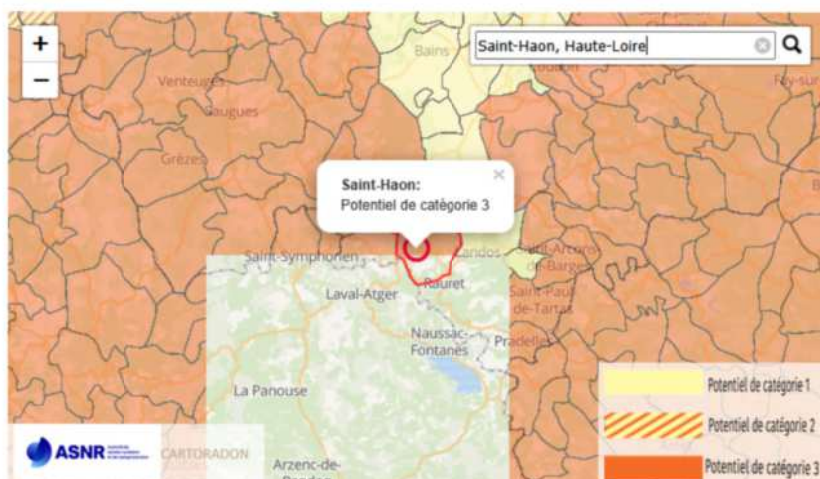 +
Saint-Haon, Haute-Loire
−
Bains
Venteuges
Saugues
Grèzes
Saint-Haon:
Potentiel de catégorie 3
Saint-Symphorien
Landos
Saint-Arcons-
de-Barges
Rauret
Laval-Atger
Saint-Paul-
de-Tartas
Naussac-
Fontanes
Pradelles
La Panouse
Potentiel de catégorie 1
Potentiel de catégorie 2
Potentiel de catégorie 3
ASNR
CARTORADON
Arzenc-de-